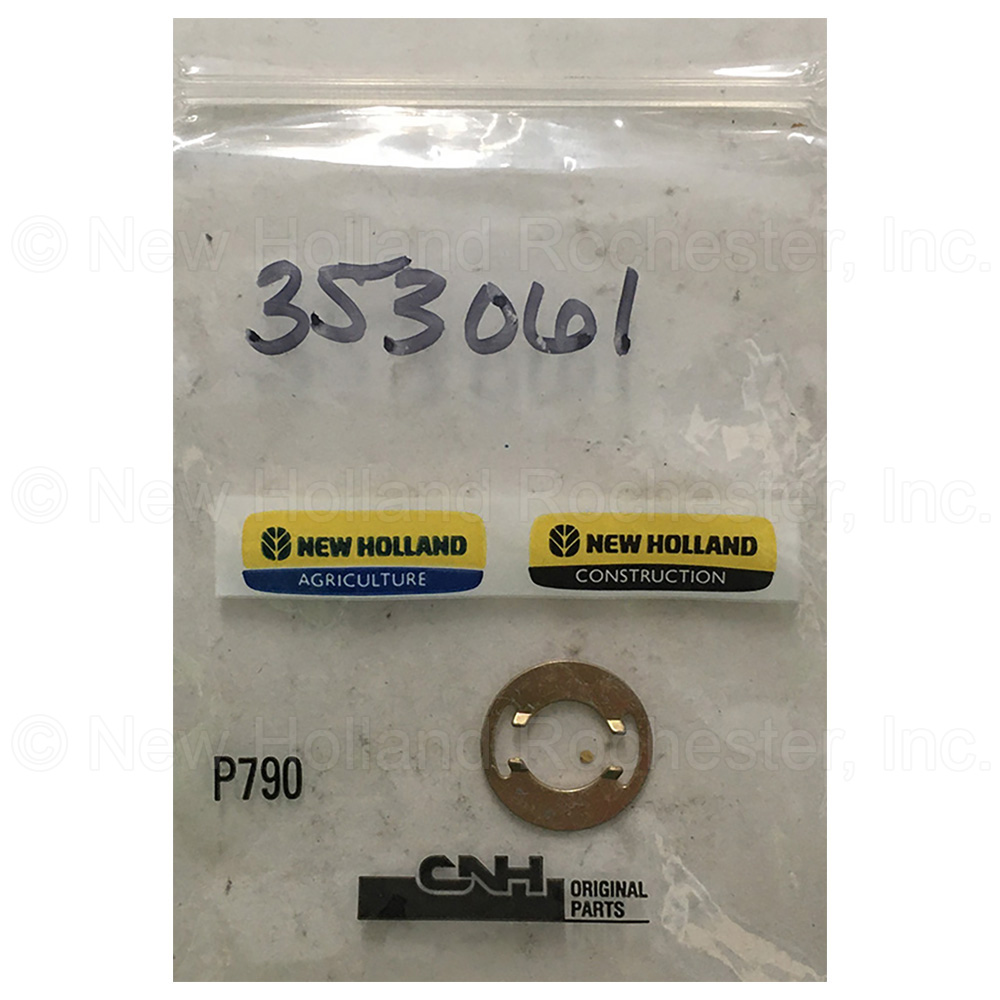 © New Holland Rochester, Inc.
353061
© New Holland Rochester, Inc.
NEW HOLLAND
AGRICULTURE
NEW HOLLAND
CONSTRUCTION
© New Holland Rochester, Inc.
P790
CNH
ORIGINAL
PARTS